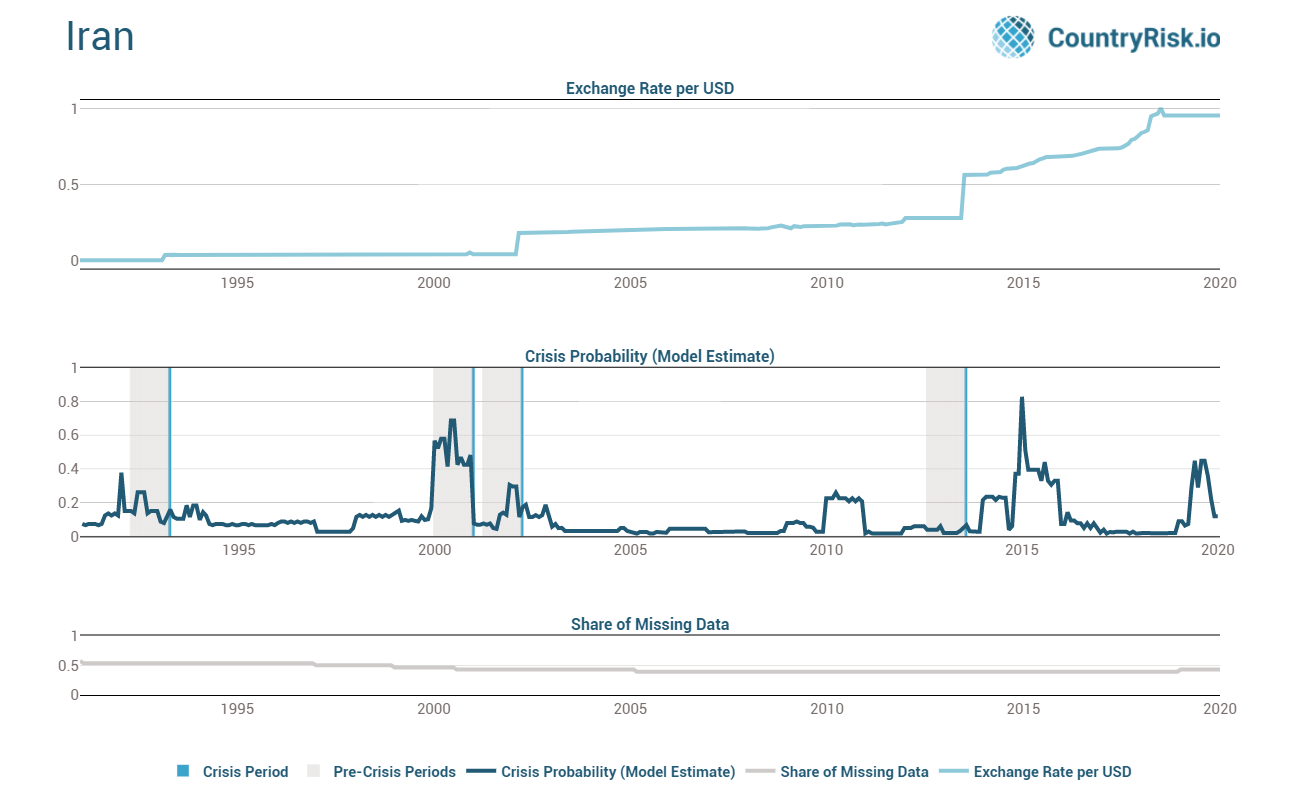 Iran
CountryRisk.io
Exchange Rate per USD
1
0.5
0
1995 2000 2005 2010 2015 2020
Crisis Probability (Model Estimate)
1
0.8
0.6
0.4
0.2
0
1995 2000 2005 2010 2015 2020
Share of Missing Data
1
0.5
0
1995 2000 2005 2010 2015 2020
Crisis Period Pre-Crisis Periods Crisis Probability (Model Estimate) Share of Missing Data Exchange Rate per USD